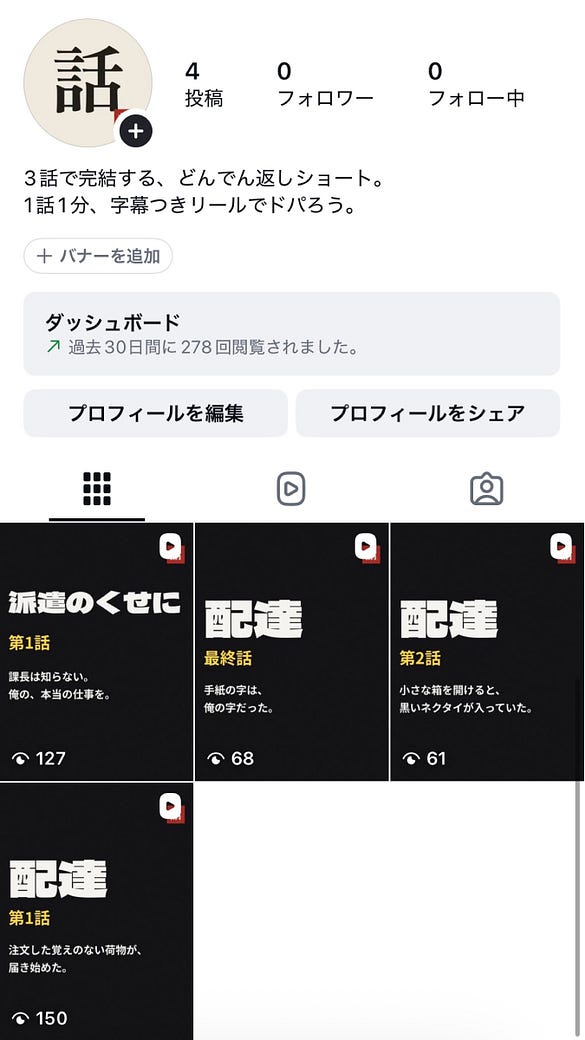 話
4
投稿
0
フォロワー
0
フォロー中
3話で完結する、どんでん返しショート。
1話1分、字幕つきリールでドパろう。
バナーを追加
ダッシュボード
過去30日間に278回閲覧されました。
プロフィールを編集
プロフィールをシェア
派遣のくせに
第1話
課長は知らない。
俺の、本当の仕事を。
127
配達
最終話
手紙の字は、
俺の字だった。
68
配達
第2話
小さな箱を開けると、
黒いネクタイが入っていた。
61
配達
第1話
注文した覚えのない荷物が、
届き始めた。
150